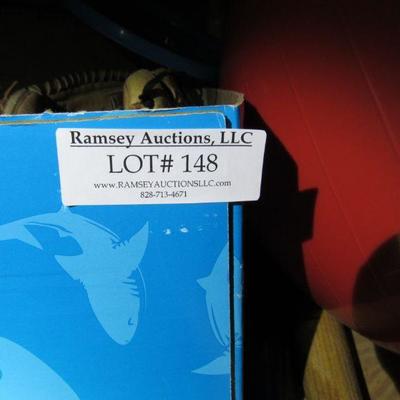 Ramsey Auctions, LLC
LOT# 148
www.RAMSEYAUCTIONSLLC.com
828-713-4671